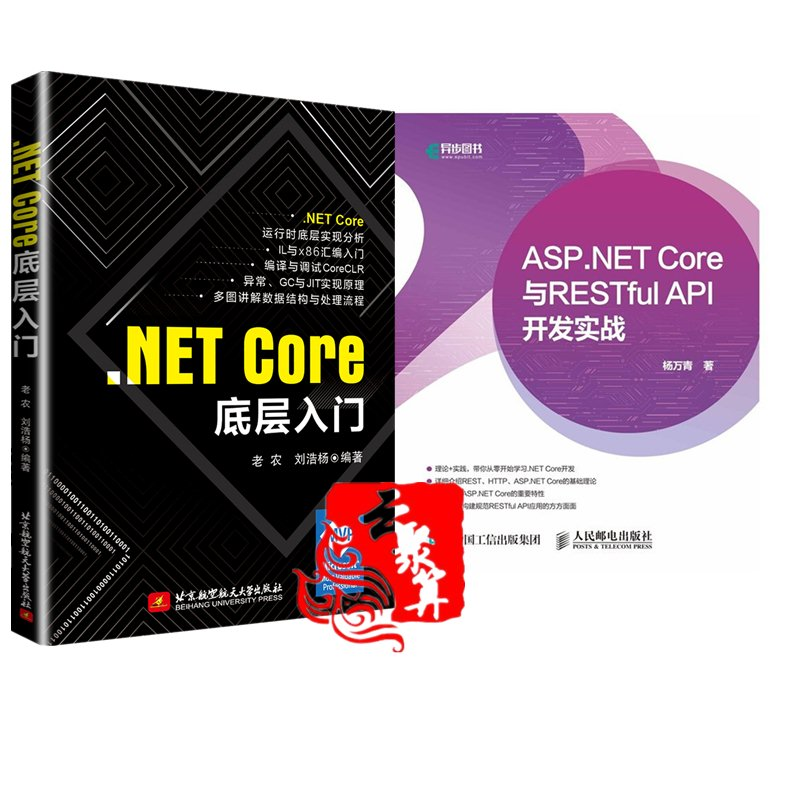 .NET Core底层入门
老 农 刘浩杨◉编著
北京航空航天大学出版社
.NET Core
运行时底层实现分析
IL与x86汇编入门
编译与调试CoreCLR
异常、GC与JIT实现原理
多图讲解数据结构与处理流程
.NET Core
底层入门
老 农 刘浩杨◉编著
北京航空航天大学出版社
BEIHANG UNIVERSITY PRESS
Professional
云聚算
异步图书
www.epubit.com
ASP.NET Core
与RESTful API
开发实战
杨万青 著
理论+实践，带你从零开始学习.NET Core开发
详细介绍REST、HTTP、ASP.NET Core的基础理论
ASP.NET Core的重要特性
构建规范RESTful API应用的方方面面
国工信出版集团
人民邮电出版社
POSTS & TELECOM PRESS